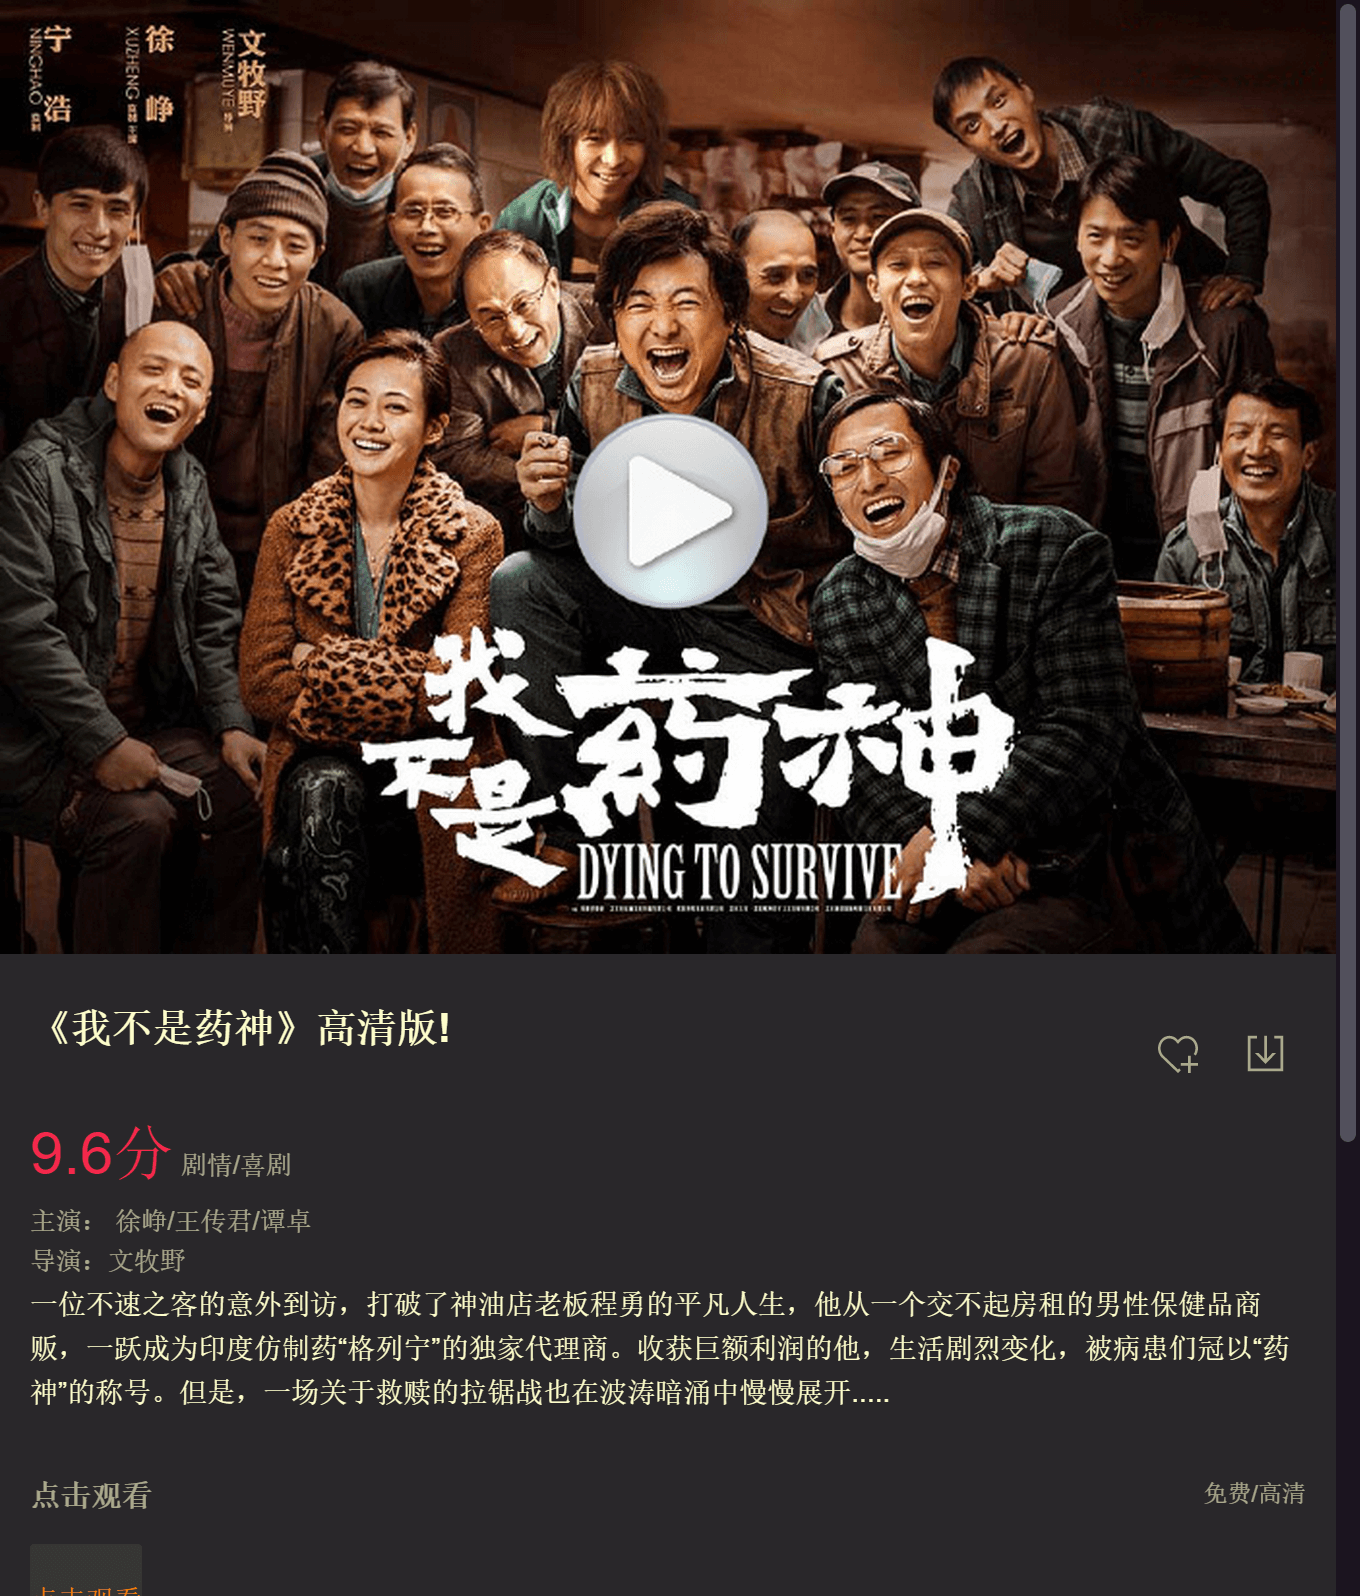 宁浩
NINGHAO
徐峥
XUZHENG
文牧野
WENMUYE
我不是药神
DYING TO SURVIVE
《我不是药神》高清版!
9.6分 剧情/喜剧
主演： 徐峥/王传君/谭卓
导演：文牧野
一位不速之客的意外到访，打破了神油店老板程勇的平凡人生，他从一个交不起房租的男性保健品商
贩，一跃成为印度仿制药“格列宁”的独家代理商。收获巨额利润的他，生活剧烈变化，被病患们冠以“药
神”的称号。但是，一场关于救赎的拉锯战也在波涛暗涌中慢慢展开.....
点击观看
免费/高清
点击观看